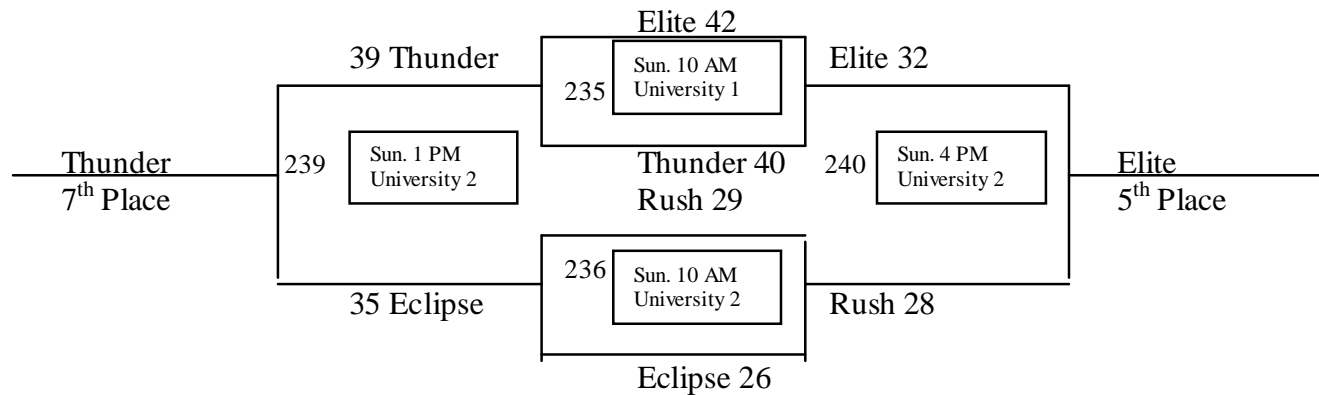 Elite 42
39 Thunder
Sun. 10 AM
University 1
235
Elite 32
Thunder
7th Place
239
Sun. 1 PM
University 2
Thunder 40
Rush 29
240
Sun. 4 PM
University 2
Elite
5th Place
236
Sun. 10 AM
University 2
35 Eclipse
Rush 28
Eclipse 26